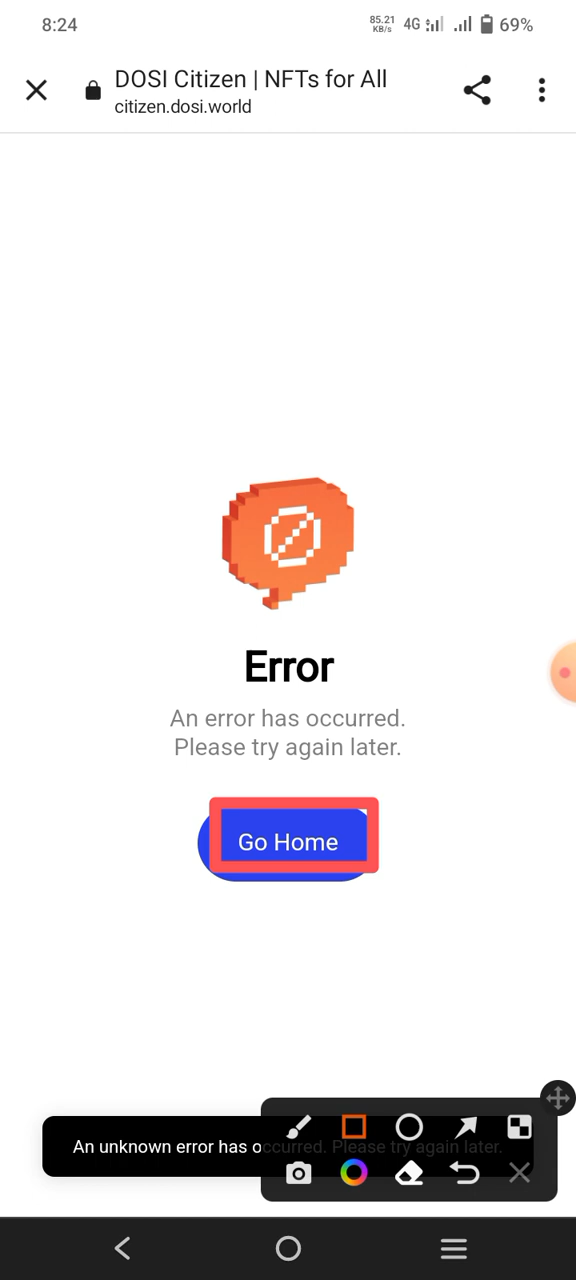 8:24
85.21
KB/s
4G
69%
DOSI Citizen | NFTs for All
citizen.dosi.world
Error
An error has occurred.
Please try again later.
Go Home
An unknown error has occurred. Please try again later.